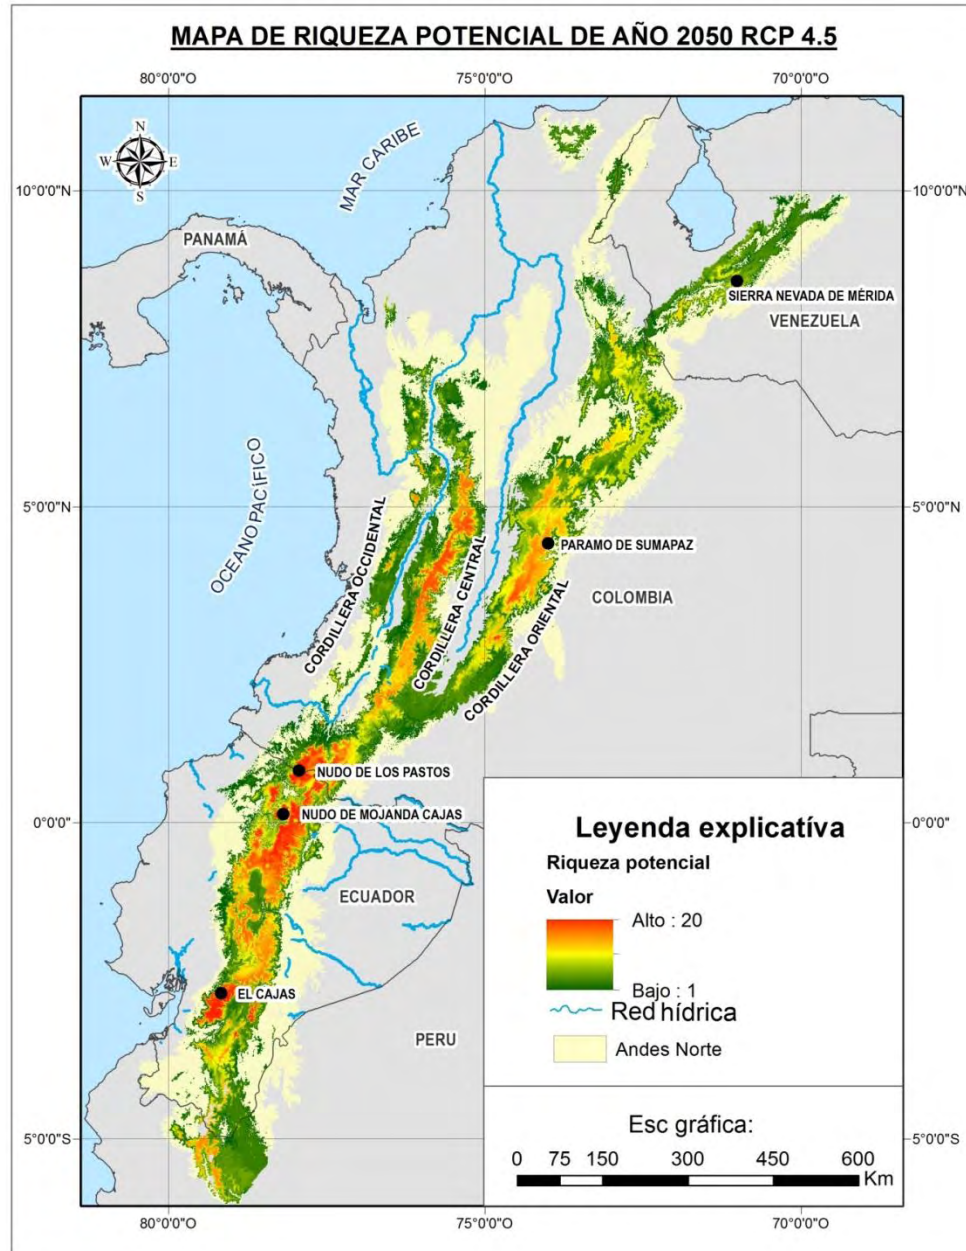 MAPA DE RIQUEZA POTENCIAL DE AÑO 2050 RCP 4.5
80°0'0"O 75°0'0"O 70°0'0"O
N
W E
S
MAR CARIBE
10°0'0"N 10°0'0"N
PANAMÁ
SIERRA NEVADA DE MÉRIDA
VENEZUELA
OCEANO PACÍFICO
5°0'0"N 5°0'0"N
PARAMO DE SUMAPAZ
CORDILLERA OCCIDENTAL
CORDILLERA CENTRAL
CORDILLERA ORIENTAL
COLOMBIA
NUDO DE LOS PASTOS
NUDO DE MOJANDA CAJAS
0°0'0" 0°0'0"
ECUADOR
EL CAJAS
PERU
Leyenda explicatíva
Riqueza potencial
Valor
Alto : 20
Bajo : 1
Red hídrica
Andes Norte
5°0'0"S 5°0'0"S
Esc gráfica:
0 75 150 300 450 600
Km
80°0'0"O 75°0'0"O 70°0'0"O